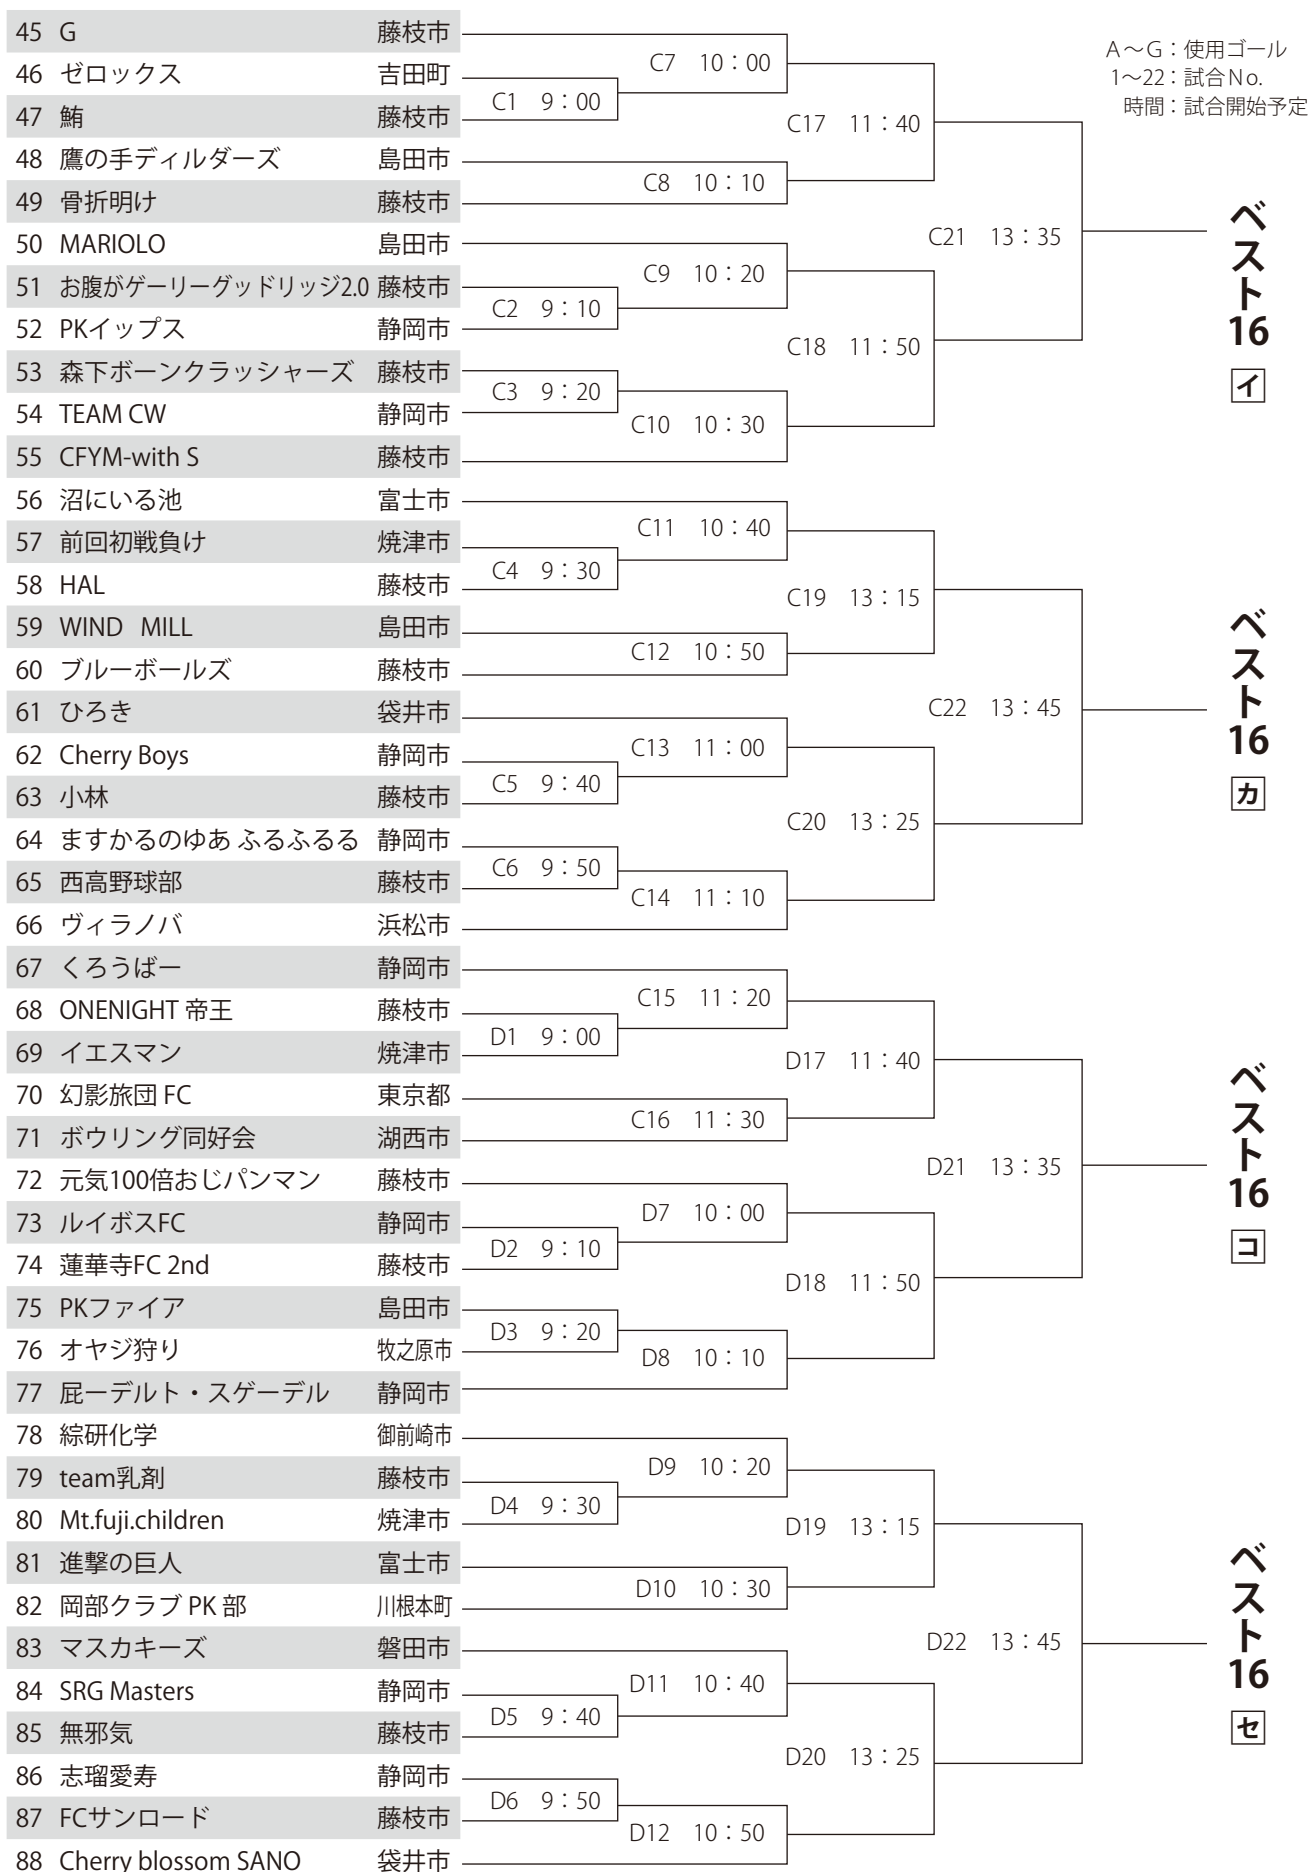 45 G 藤枝市
46 ゼロックス 吉田町
47 鮪 藤枝市
48 鷹の手ディルダーズ 島田市
49 骨折明け 藤枝市
50 MARIOLO 島田市
51 お腹がゲーリーグッドリッジ2.0 藤枝市
52 PKイップス 静岡市
53 森下ボーンクラッシャーズ 藤枝市
54 TEAM CW 静岡市
55 CFYM-with S 藤枝市
56 沼にいる池 富士市
57 前回初戦負け 焼津市
58 HAL 藤枝市
59 WIND MILL 島田市
60 ブルーボールズ 藤枝市
61 ひろき 袋井市
62 Cherry Boys 静岡市
63 小林 藤枝市
64 ますかるのゆあ ふるふるる 静岡市
65 西高野球部 藤枝市
66 ヴィラノバ 浜松市
67 くろうばー 静岡市
68 ONENIGHT 帝王 藤枝市
69 イエスマン 焼津市
70 幻影旅団 FC 東京都
71 ボウリング同好会 湖西市
72 元気100倍おじパンマン 藤枝市
73 ルイボスFC 静岡市
74 蓮華寺FC 2nd 藤枝市
75 PKファイア 島田市
76 オヤジ狩り 牧之原市
77 屁ーデルト・スゲーデル 静岡市
78 綜研化学 御前崎市
79 team乳剤 藤枝市
80 Mt.fuji.children 焼津市
81 進撃の巨人 富士市
82 岡部クラブ PK 部 川根本町
83 マスカキーズ 磐田市
84 SRG Masters 静岡市
85 無邪気 藤枝市
86 志瑠愛寿 静岡市
87 FCサンロード 藤枝市
88 Cherry blossom SANO 袋井市
C1 9：00
C2 9：10
C3 9：20
C4 9：30
C5 9：40
C6 9：50
D1 9：00
D2 9：10
D3 9：20
D4 9：30
D5 9：40
D6 9：50
C7 10：00
C8 10：10
C9 10：20
C10 10：30
C11 10：40
C12 10：50
C13 11：00
C14 11：10
C15 11：20
C16 11：30
D7 10：00
D8 10：10
D9 10：20
D10 10：30
D11 10：40
D12 10：50
C17 11：40
C18 11：50
C19 13：15
C20 13：25
D17 11：40
D18 11：50
D19 13：15
D20 13：25
C21 13：35
C22 13：45
D21 13：35
D22 13：45
A～G：使用ゴール
1～22：試合No.
時間：試合開始予定
ベスト16 イ
ベスト16 カ
ベスト16 コ
ベスト16 セ